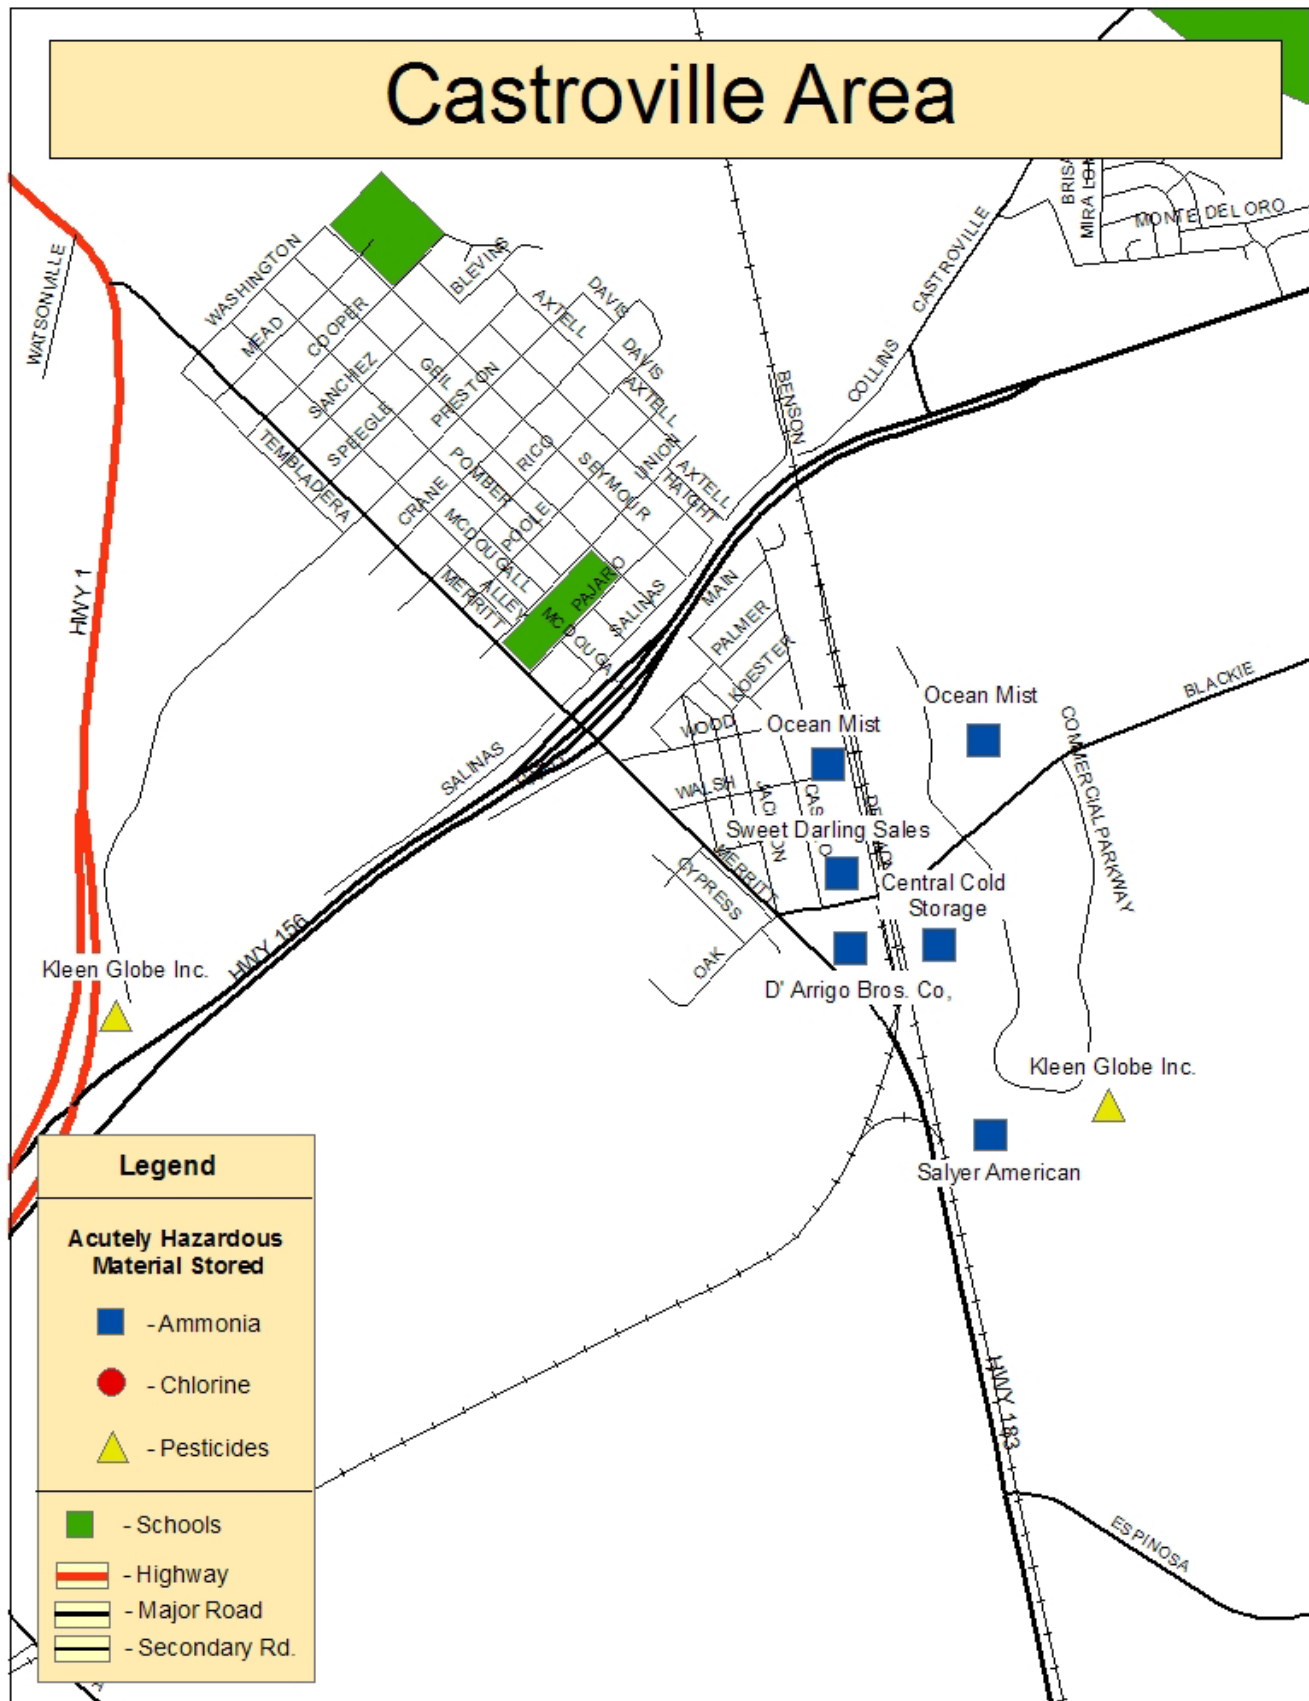 Castroville Area
BRISA
MIRA LOM
MONTE DEL ORO
CASTROVILLE
WATSONVILLE
WASHINGTON
BLEVINS
DAVIS
AXTELL
MEAD
COOPER
DAVIS
COLLINS
SANCHEZ
GEIL
PRESTON
AXTELL
BENSON
SPEEGLE
TEMBLADERA
RICO
UNION
AXTELL
POMBER
SEYMOUR
HAIGHT
CRANE
MCDOUGALL
POOLE
HWY 1
MERRITT
ALLEY
PAJARO
MC DOUGA
SALINAS
MAIN
PALMER
KOESTER
BLACKIE
Ocean Mist
WOOD
Ocean Mist
COMMERCIAL PARKWAY
SALINAS
WALSH
Sweet Darling Sales
MERRITT
CYPRESS
Central Cold
Storage
HWY 156
OAK
Kleen Globe Inc.
D' Arrigo Bros. Co,
Kleen Globe Inc.
Salyer American
HWY 183
ESPINOSA
Legend
Acutely Hazardous
Material Stored
- Ammonia
- Chlorine
- Pesticides
- Schools
- Highway
- Major Road
- Secondary Rd.